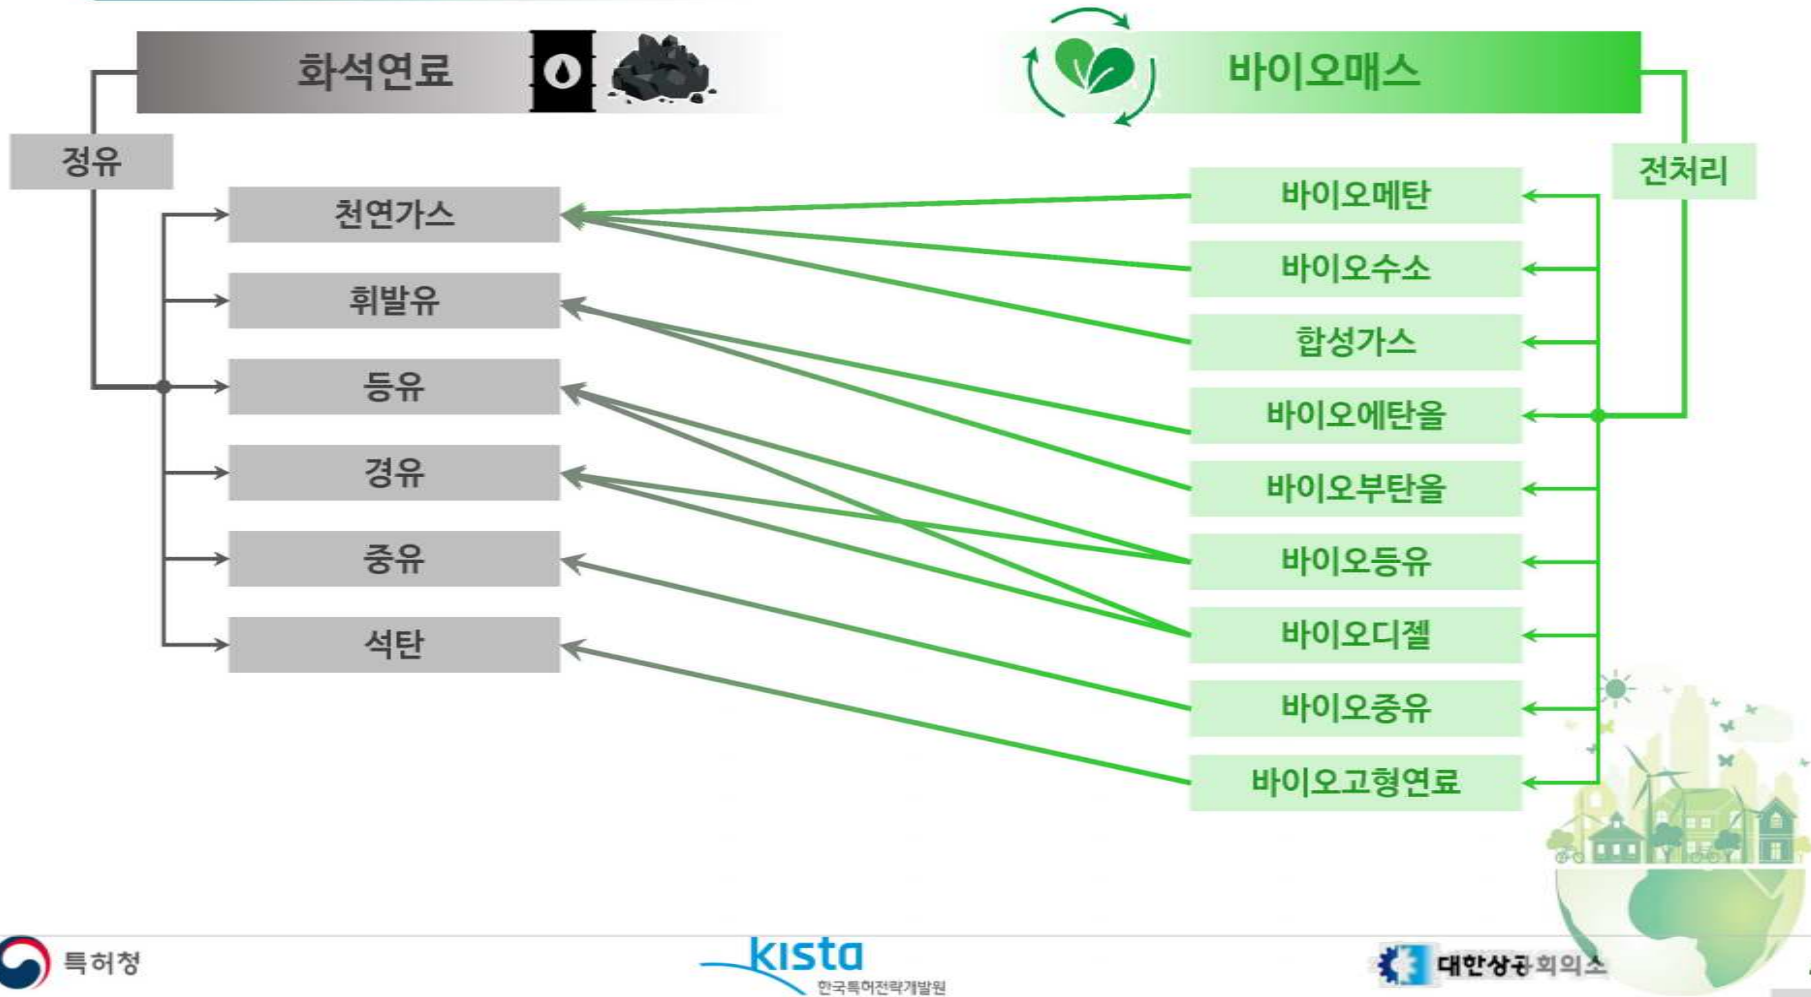 화석연료
바이오매스
정유
전처리
천연가스
휘발유
등유
경유
중유
석탄
바이오메탄
바이오수소
합성가스
바이오에탄올
바이오부탄올
바이오등유
바이오디젤
바이오중유
바이오고형연료
특허청
kista
한국특허전략개발원
대한상공회의소